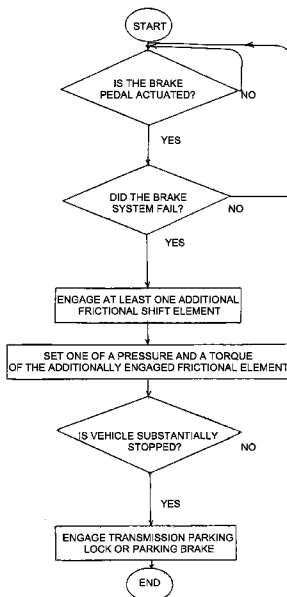 START
IS THE BRAKE
PEDAL ACTUATED?
NO
YES
DID THE BRAKE
SYSTEM FAIL?
NO
YES
ENGAGE AT LEAST ONE ADDITIONAL
FRICTIONAL SHIFT ELEMENT
SET ONE OF A PRESSURE AND A TORQUE
OF THE ADDITIONALLY ENGAGED FRICTIONAL ELEMENT
IS VEHICLE SUBSTANTIALLY
STOPPED?
NO
YES
ENGAGE TRANSMISSION PARKING
LOCK OR PARKING BRAKE
END